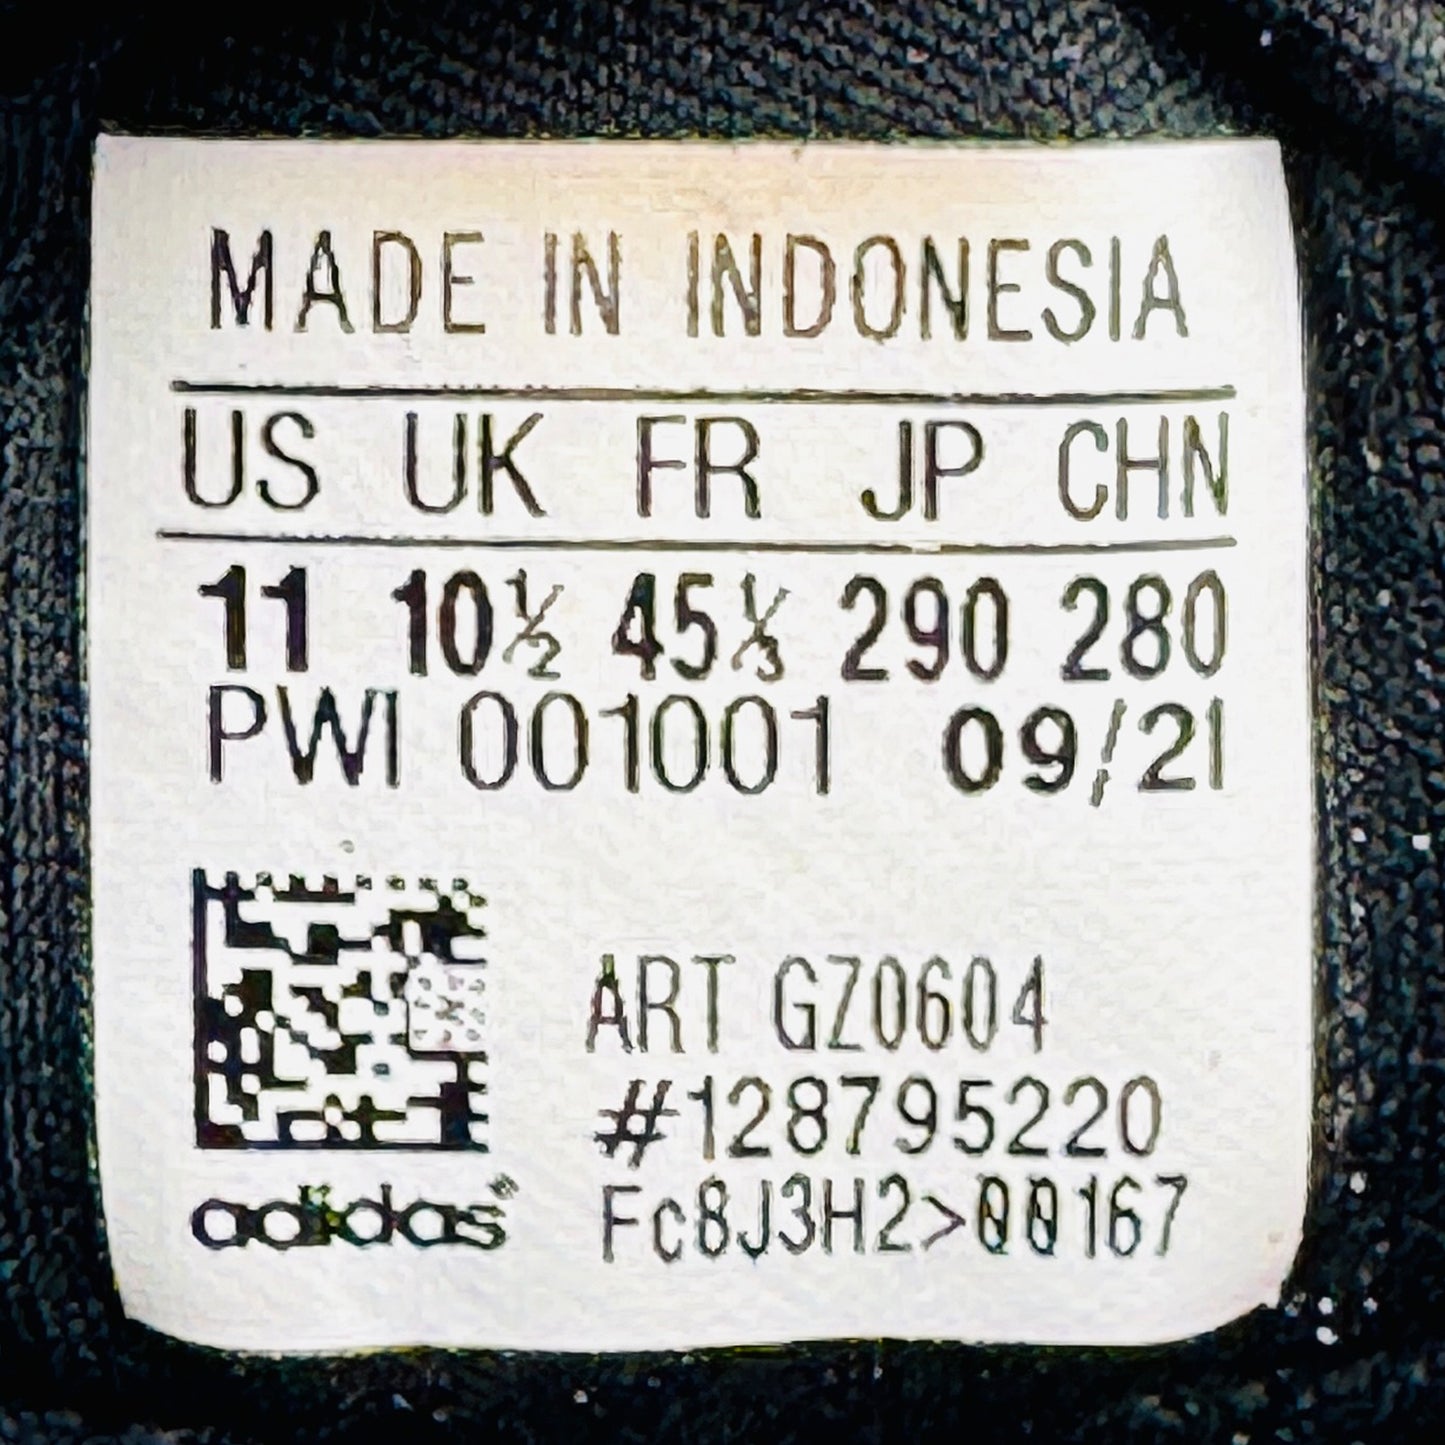 MADE IN INDONESIA
US UK FR JP CHN
11 10½ 45⅓ 290 280
PWI 001001 09/21
ART GZ0604
#128795220
adidas® Fc8J3H2>00167